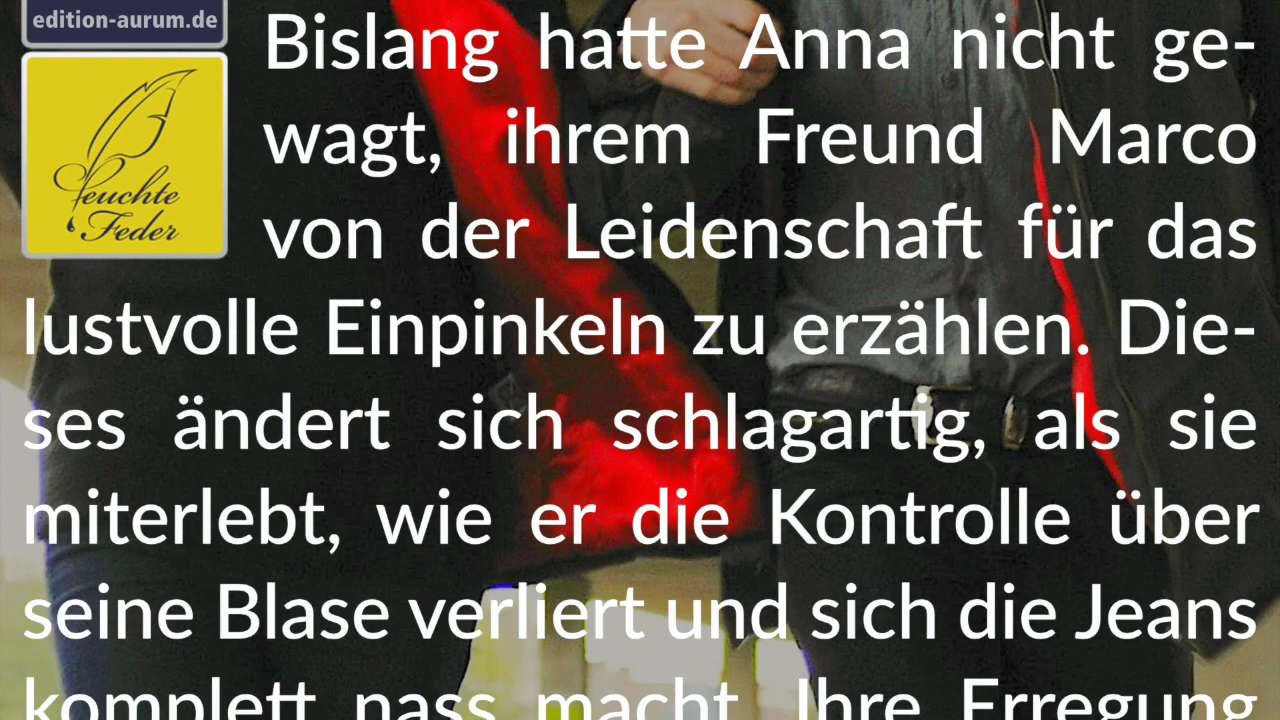 edition-aurum.de
feuchte
Feder
Bislang hatte Anna nicht ge-
wagt, ihrem Freund Marco
von der Leidenschaft für das
lustvolle Einpinkeln zu erzählen. Die-
ses ändert sich schlagartig, als sie
miterlebt, wie er die Kontrolle über
seine Blase verliert und sich die Jeans
komplett nass macht. Ihre Erregung